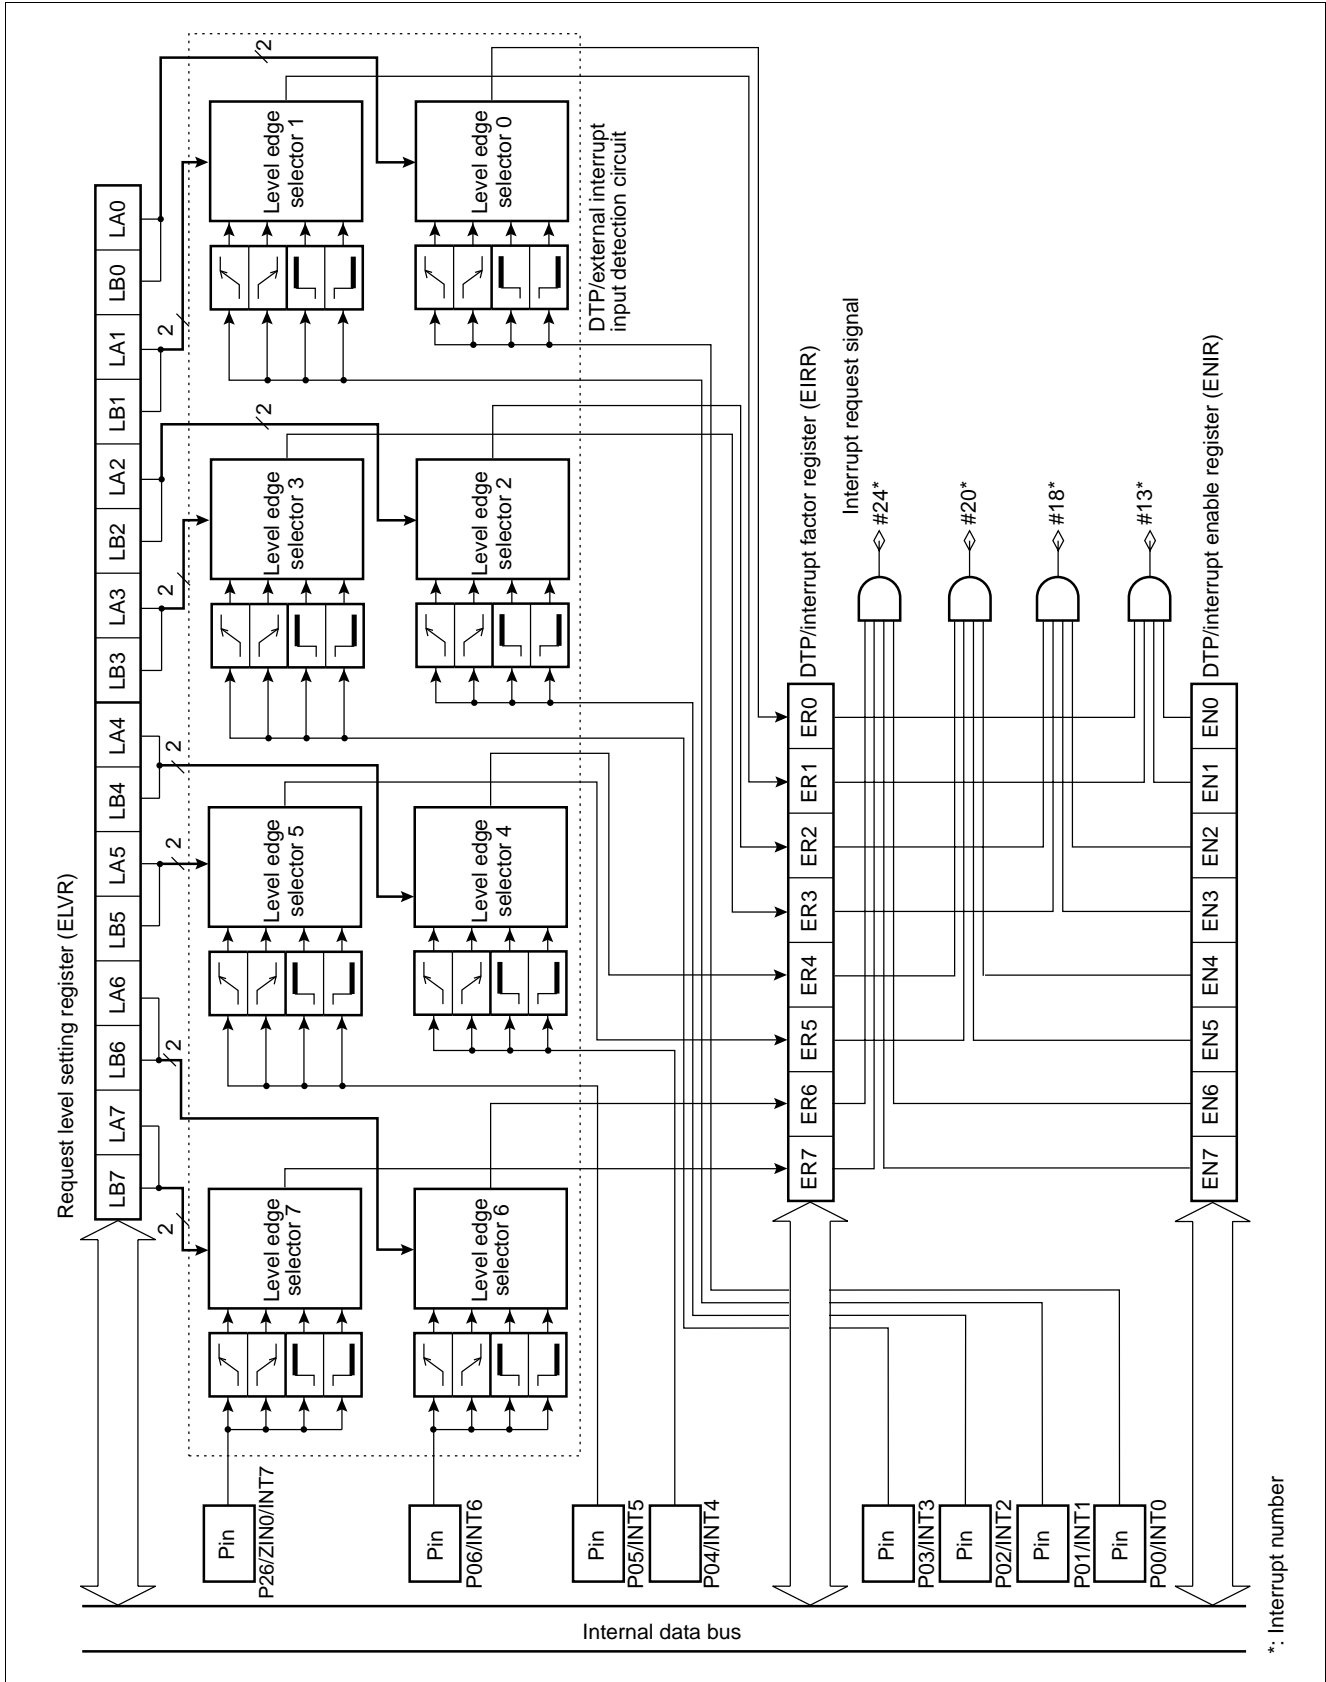 Request level setting register (ELVR)
LB7
LA7
LB6
LA6
LB5
LA5
LB4
LA4
LB3
LA3
LB2
LA2
LB1
LA1
LB0
LA0
2
2
2
2
2
2
2
2
Level edge
selector 7
Level edge
selector 5
Level edge
selector 3
Level edge
selector 1
Level edge
selector 6
Level edge
selector 4
Level edge
selector 2
Level edge
selector 0
DTP/external interrupt
input detection circuit
Pin
P26/ZIN0/INT7
Pin
P06/INT6
Pin
P05/INT5
P04/INT4
Pin
P03/INT3
Pin
P02/INT2
Pin
P01/INT1
Pin
P00/INT0
ER7
ER6
ER5
ER4
ER3
ER2
ER1
ER0
DTP/interrupt factor register (EIRR)
Interrupt request signal
#24*
#20*
#18*
#13*
EN7
EN6
EN5
EN4
EN3
EN2
EN1
EN0
DTP/interrupt enable register (ENIR)
Internal data bus
*: Interrupt number